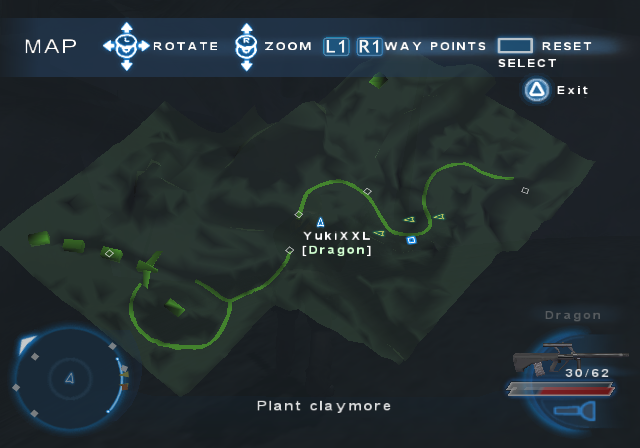 MAP
L ROTATE
R ZOOM
L1 R1 WAY POINTS
RESET
SELECT
Exit
YukiXXL
[Dragon]
Dragon
30/62
Plant claymore